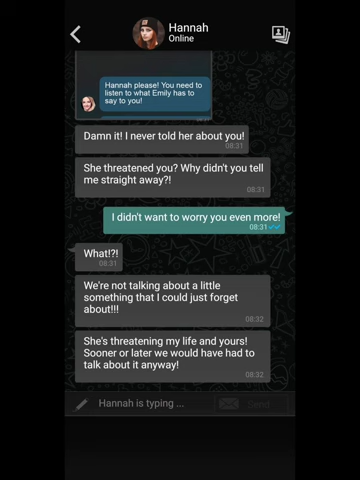 Hannah
Online
Hannah please! You need to
listen to what Emily has to
say to you!
Damn it! I never told her about you!
08:31
She threatened you? Why didn't you tell
me straight away?!
08:31
I didn't want to worry you even more!
08:31
What!?!
08:31
We're not talking about a little
something that I could just forget
about!!!
08:32
She's threatening my life and yours!
Sooner or later we would have had to
talk about it anyway!
08:32
Hannah is typing ...
Send